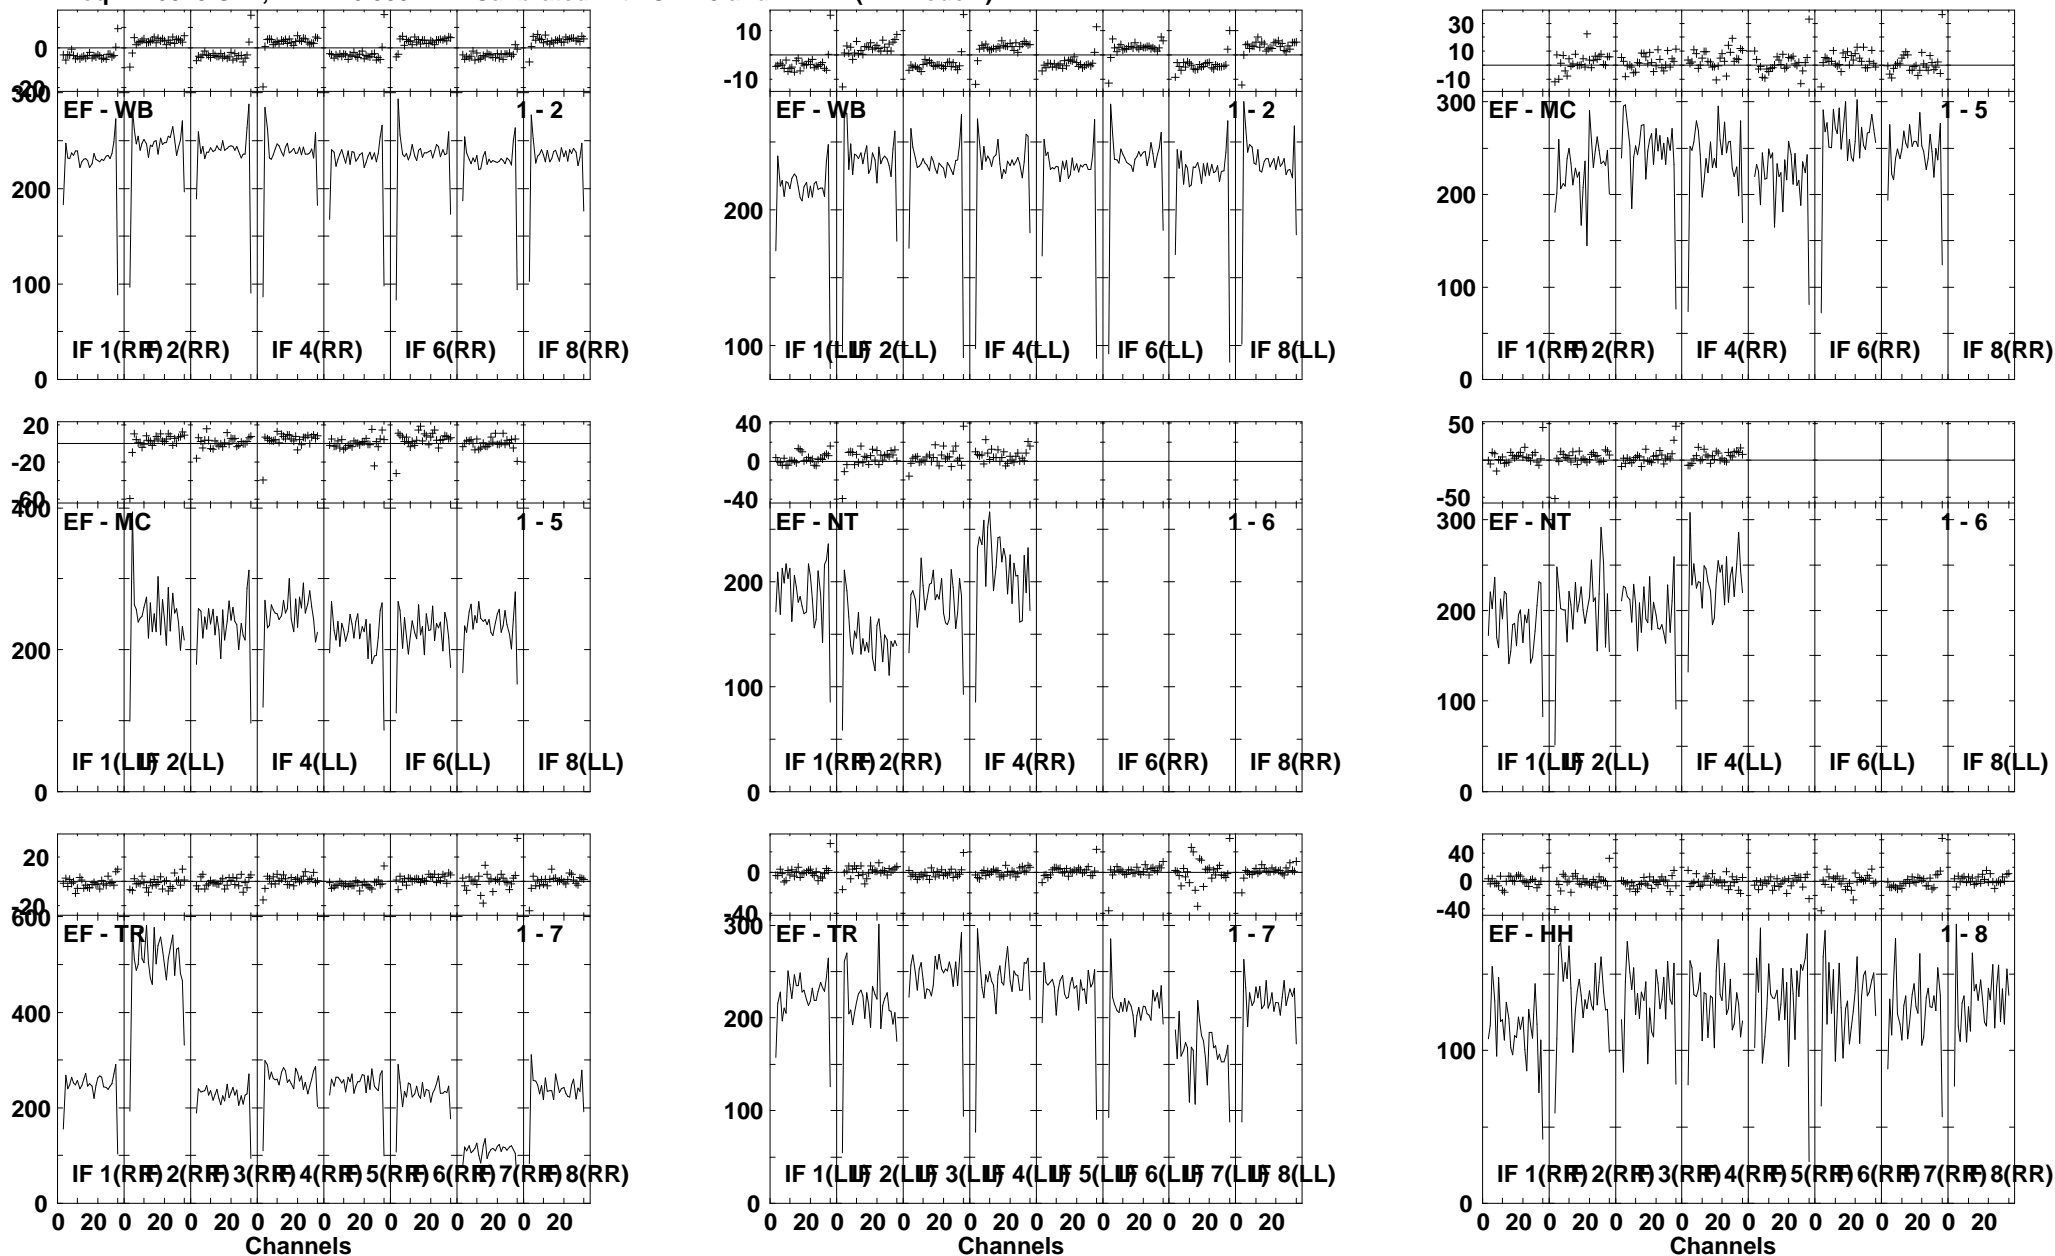 0
-20
300
EF - WB
1 - 2
200
100
IF 1(RR) IF 2(RR) IF 4(RR) IF 6(RR) IF 8(RR)
0
10
-10
EF - WB
1 - 2
200
100
IF 1(LL) IF 2(LL) IF 4(LL) IF 6(LL) IF 8(LL)
30
10
-10
300
EF - MC
1 - 5
200
100
IF 1(RR) IF 2(RR) IF 4(RR) IF 6(RR) IF 8(RR)
0
20
-20
-60
400
EF - MC
1 - 5
200
IF 1(LL) IF 2(LL) IF 4(LL) IF 6(LL) IF 8(LL)
0
40
0
-40
EF - NT
1 - 6
200
100
IF 1(RR) IF 2(RR) IF 4(RR) IF 6(RR) IF 8(RR)
0
50
-50
300
EF - NT
1 - 6
200
100
IF 1(LL) IF 2(LL) IF 4(LL) IF 6(LL) IF 8(LL)
0
20
-20
600
EF - TR
1 - 7
400
200
IF 1(RR) IF 2(RR) IF 3(RR) IF 4(RR) IF 5(RR) IF 6(RR) IF 7(RR) IF 8(RR)
0
0 20 0 20 0 20 0 20 0 20 0 20 0 20 0 20
Channels
0
-40
300
EF - TR
1 - 7
200
100
IF 1(LL) IF 2(LL) IF 3(LL) IF 4(LL) IF 5(LL) IF 6(LL) IF 7(LL) IF 8(LL)
0
0 20 0 20 0 20 0 20 0 20 0 20 0 20 0 20
Channels
40
0
-40
EF - HH
1 - 8
100
IF 1(RR) IF 2(RR) IF 3(RR) IF 4(RR) IF 5(RR) IF 6(RR) IF 7(RR) IF 8(RR)
0
0 20 0 20 0 20 0 20 0 20 0 20 0 20 0 20
Channels